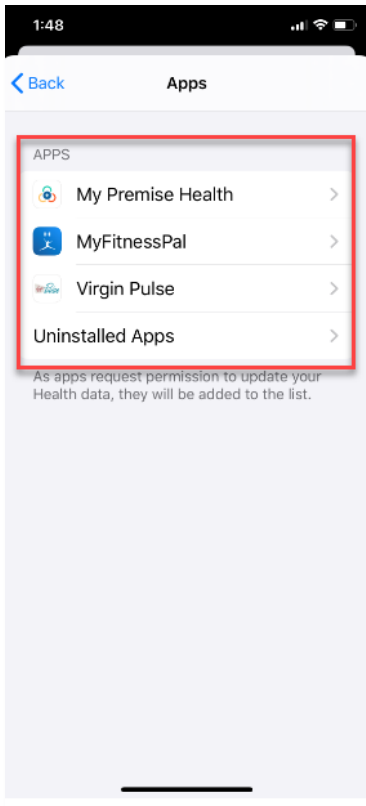 1:48
Back
Apps
APPS
My Premise Health
MyFitnessPal
Virgin Pulse
Uninstalled Apps
As apps request permission to update your
Health data, they will be added to the list.